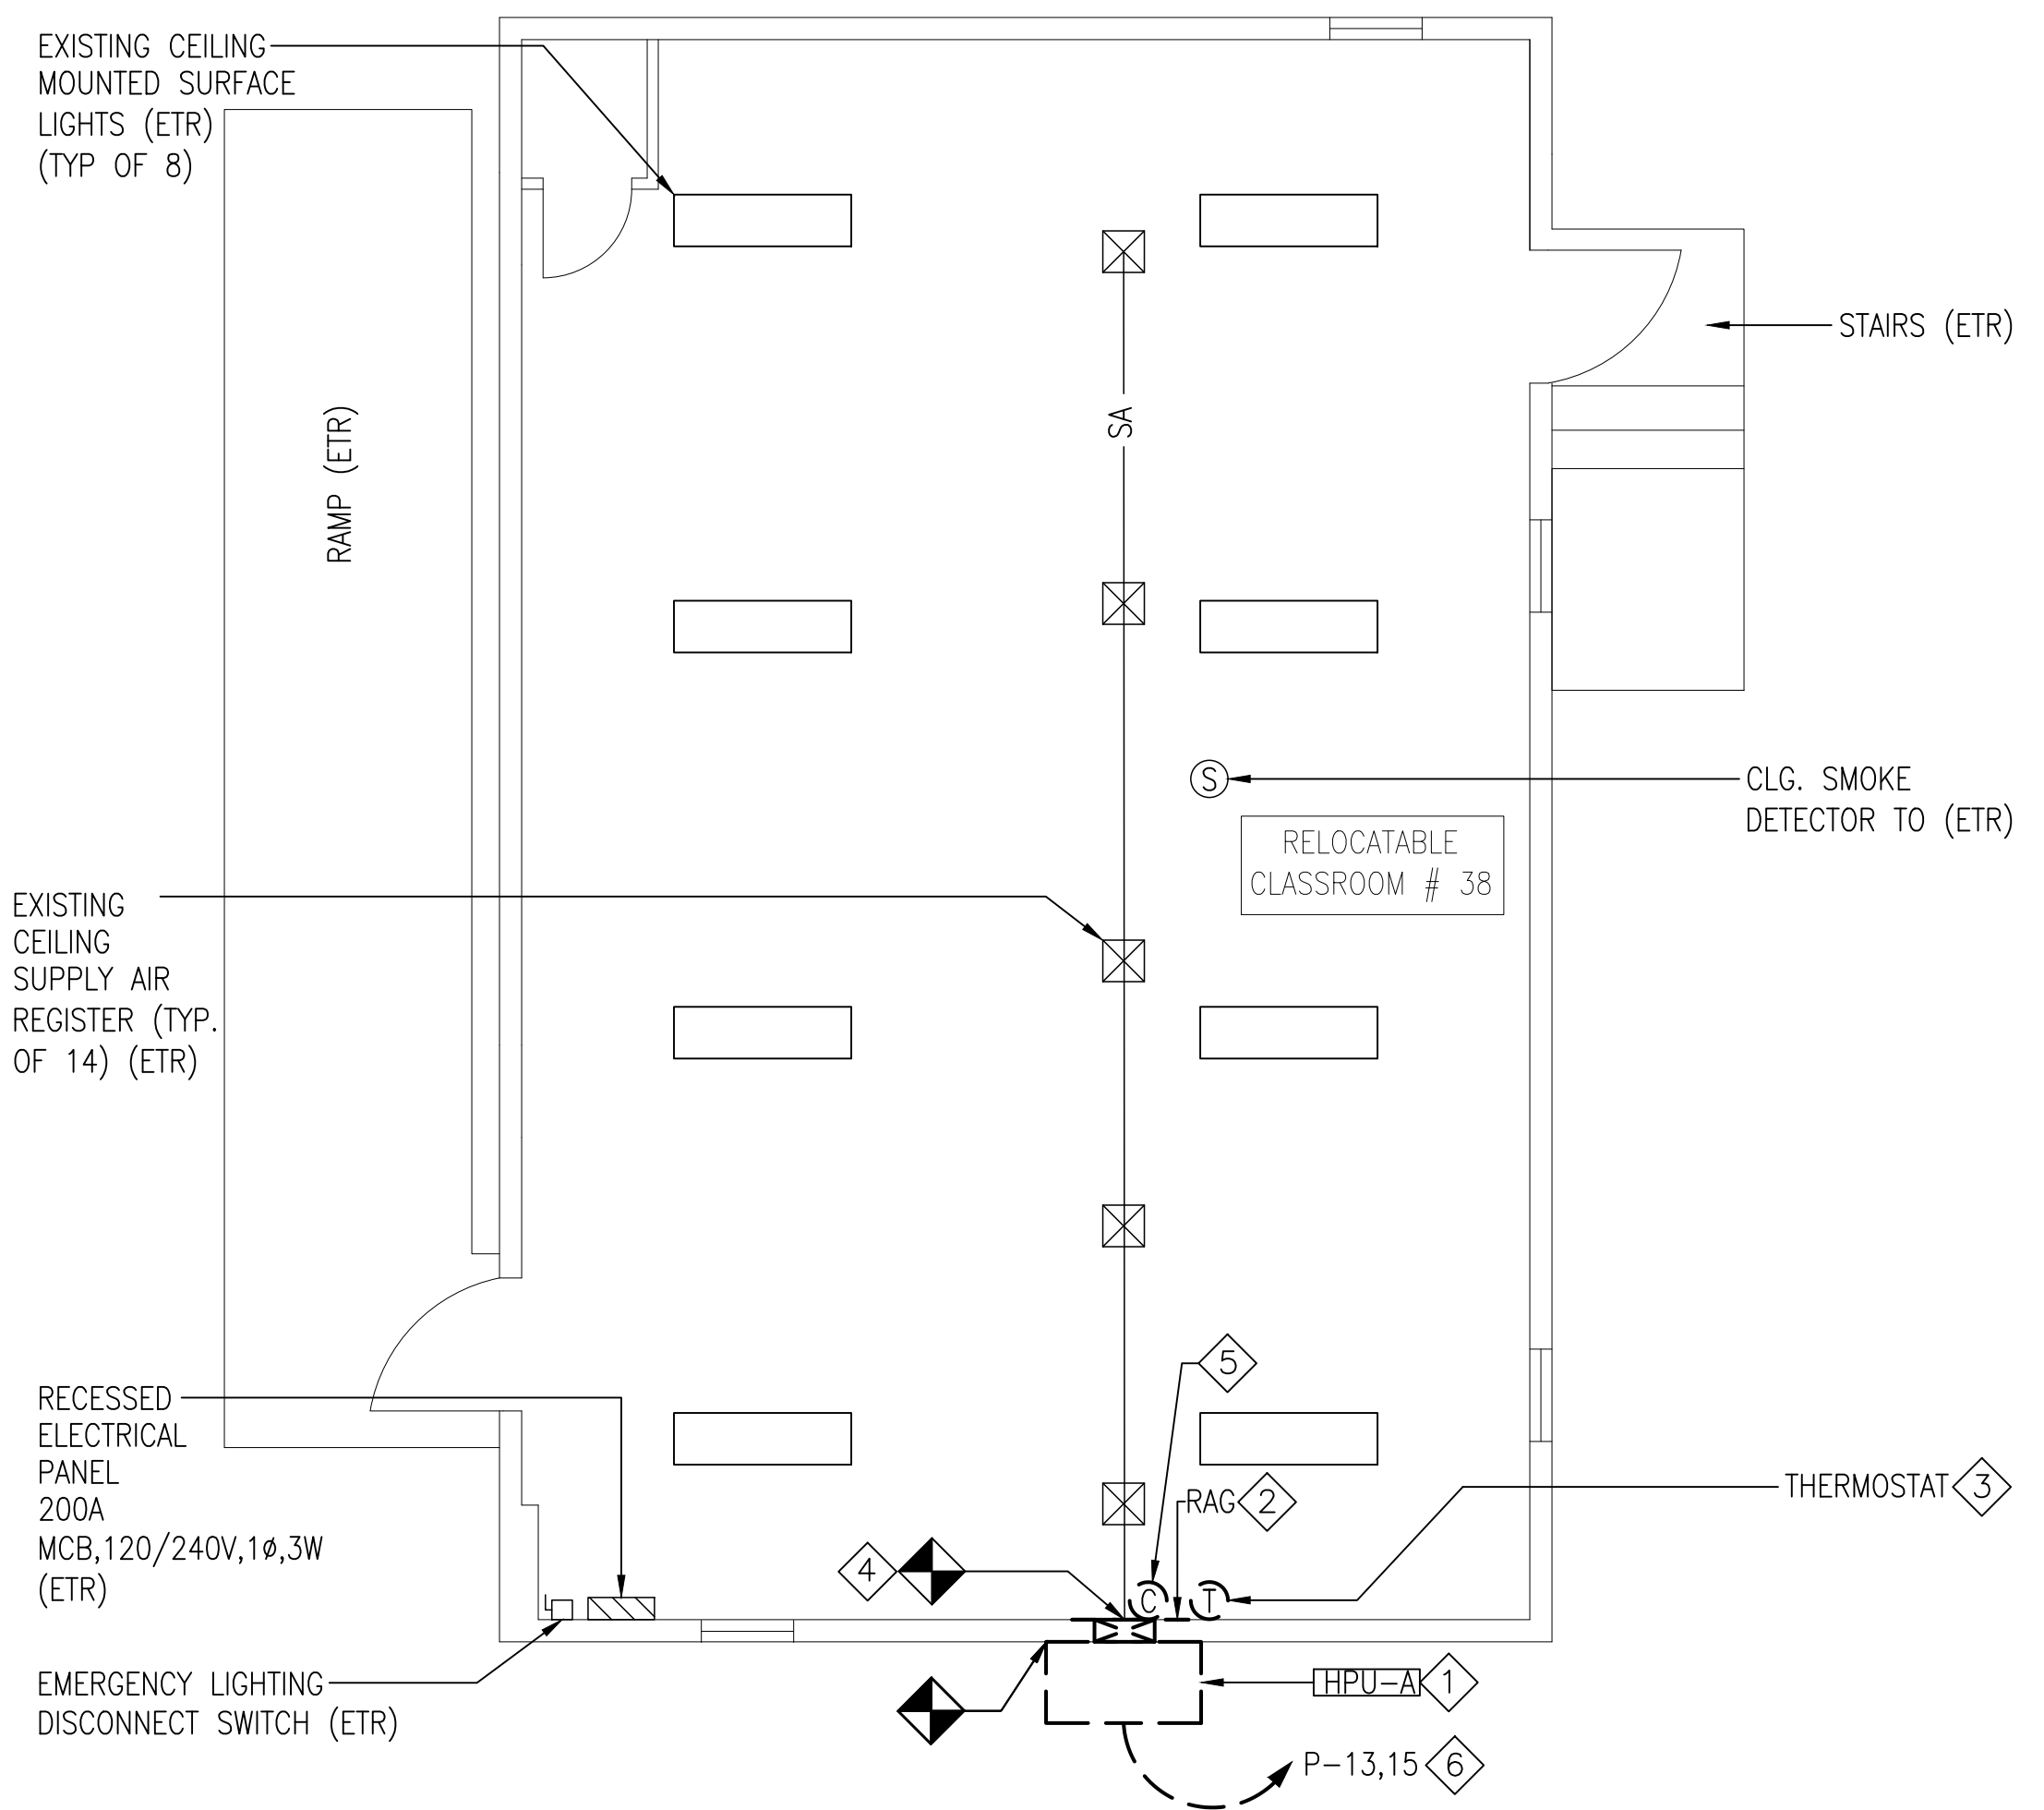 EXISTING CEILING
MOUNTED SURFACE
LIGHTS (ETR)
(TYP OF 8)
STAIRS (ETR)
SA
RAMP (ETR)
S
CLG. SMOKE
DETECTOR TO (ETR)
RELOCATABLE
CLASSROOM # 38
EXISTING
CEILING
SUPPLY AIR
REGISTER (TYP.
OF 14) (ETR)
5
RECESSED
ELECTRICAL
PANEL
200A
MCB,120/240V,1ø,3W
(ETR)
RAG 2
THERMOSTAT 3
4
C
T
EMERGENCY LIGHTING
DISCONNECT SWITCH (ETR)
HPU-A 1
P-13,15 6